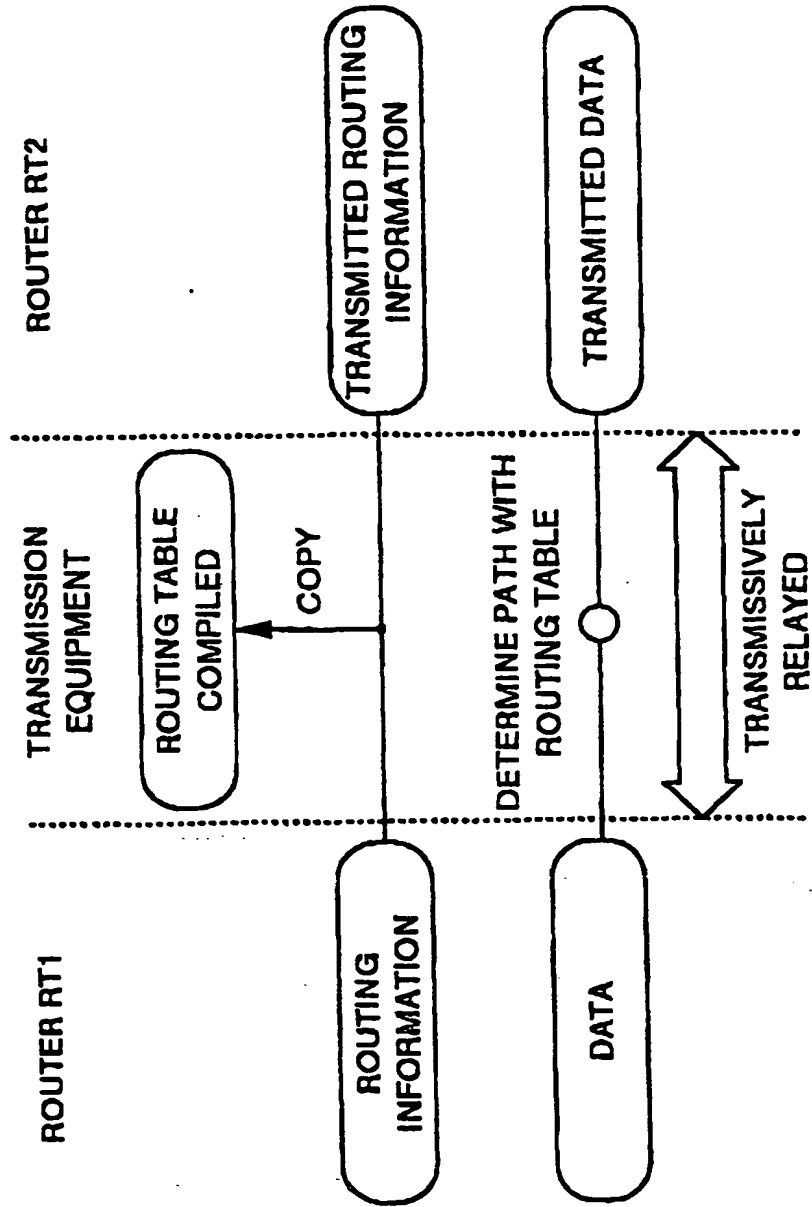 ROUTER RT1
TRANSMISSION
EQUIPMENT
ROUTER RT2
ROUTING TABLE
COMPILED
COPY
ROUTING
INFORMATION
TRANSMITTED ROUTING
INFORMATION
DETERMINE PATH WITH
ROUTING TABLE
DATA
TRANSMITTED DATA
TRANSMISSIVELY
RELAYED